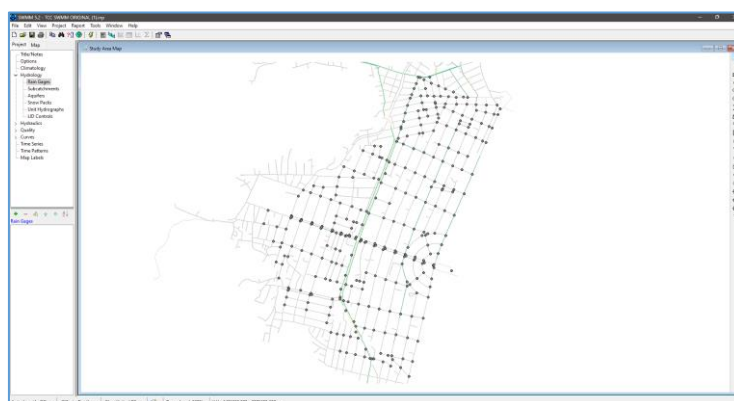 SWMM 5.2 - TCC SWMM ORIGINAL (5).inp
File Edit View Project Report Tools Window Help
Project Map
Study Area Map
Title/Notes
Options
Climatology
Hydrology
Rain Gages
Subcatchments
Aquifers
Snow Packs
Unit Hydrographs
LID Controls
Hydraulics
Quality
Curves
Time Series
Time Patterns
Map Labels
Rain Gages